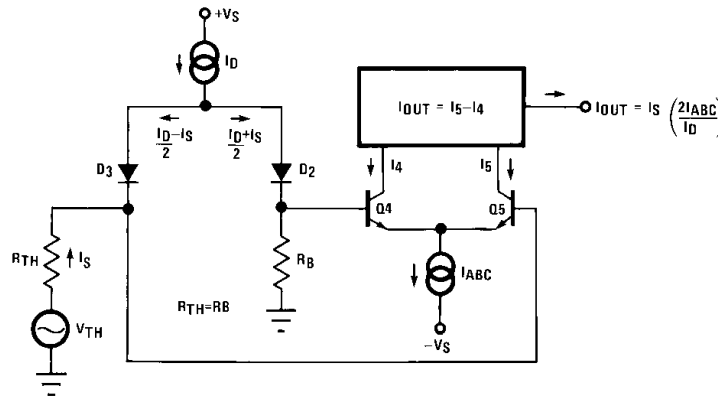 +VS
ID
IOUT = I5–I4
IOUT = IS (2IABC/ID)
ID/2–IS
ID/2+IS
I4
I5
D3
D2
Q4
Q5
RTH
IS
RB
IABC
RTH=RB
VTH
–VS